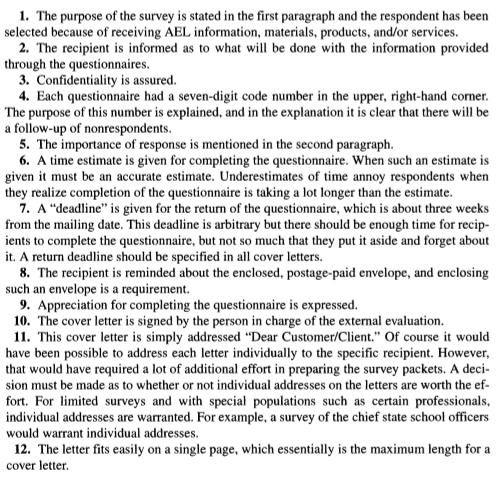 1. The purpose of the survey is stated in the first paragraph and the respondent has been
selected because of receiving AEL information, materials, products, and/or services.
2. The recipient is informed as to what will be done with the information provided
through the questionnaires.
3. Confidentiality is assured.
4. Each questionnaire had a seven-digit code number in the upper, right-hand corner.
The purpose of this number is explained, and in the explanation it is clear that there will be
a follow-up of nonrespondents.
5. The importance of response is mentioned in the second paragraph.
6. A time estimate is given for completing the questionnaire. When such an estimate is
given it must be an accurate estimate. Underestimates of time annoy respondents when
they realize completion of the questionnaire is taking a lot longer than the estimate.
7. A “deadline” is given for the return of the questionnaire, which is about three weeks
from the mailing date. This deadline is arbitrary but there should be enough time for recip-
ients to complete the questionnaire, but not so much that they put it aside and forget about
it. A return deadline should be specified in all cover letters.
8. The recipient is reminded about the enclosed, postage-paid envelope, and enclosing
such an envelope is a requirement.
9. Appreciation for completing the questionnaire is expressed.
10. The cover letter is signed by the person in charge of the external evaluation.
11. This cover letter is simply addressed “Dear Customer/Client.” Of course it would
have been possible to address each letter individually to the specific recipient. However,
that would have required a lot of additional effort in preparing the survey packets. A deci-
sion must be made as to whether or not individual addresses on the letters are worth the ef-
fort. For limited surveys and with special populations such as certain professionals,
individual addresses are warranted. For example, a survey of the chief state school officers
would warrant individual addresses.
12. The letter fits easily on a single page, which essentially is the maximum length for a
cover letter.